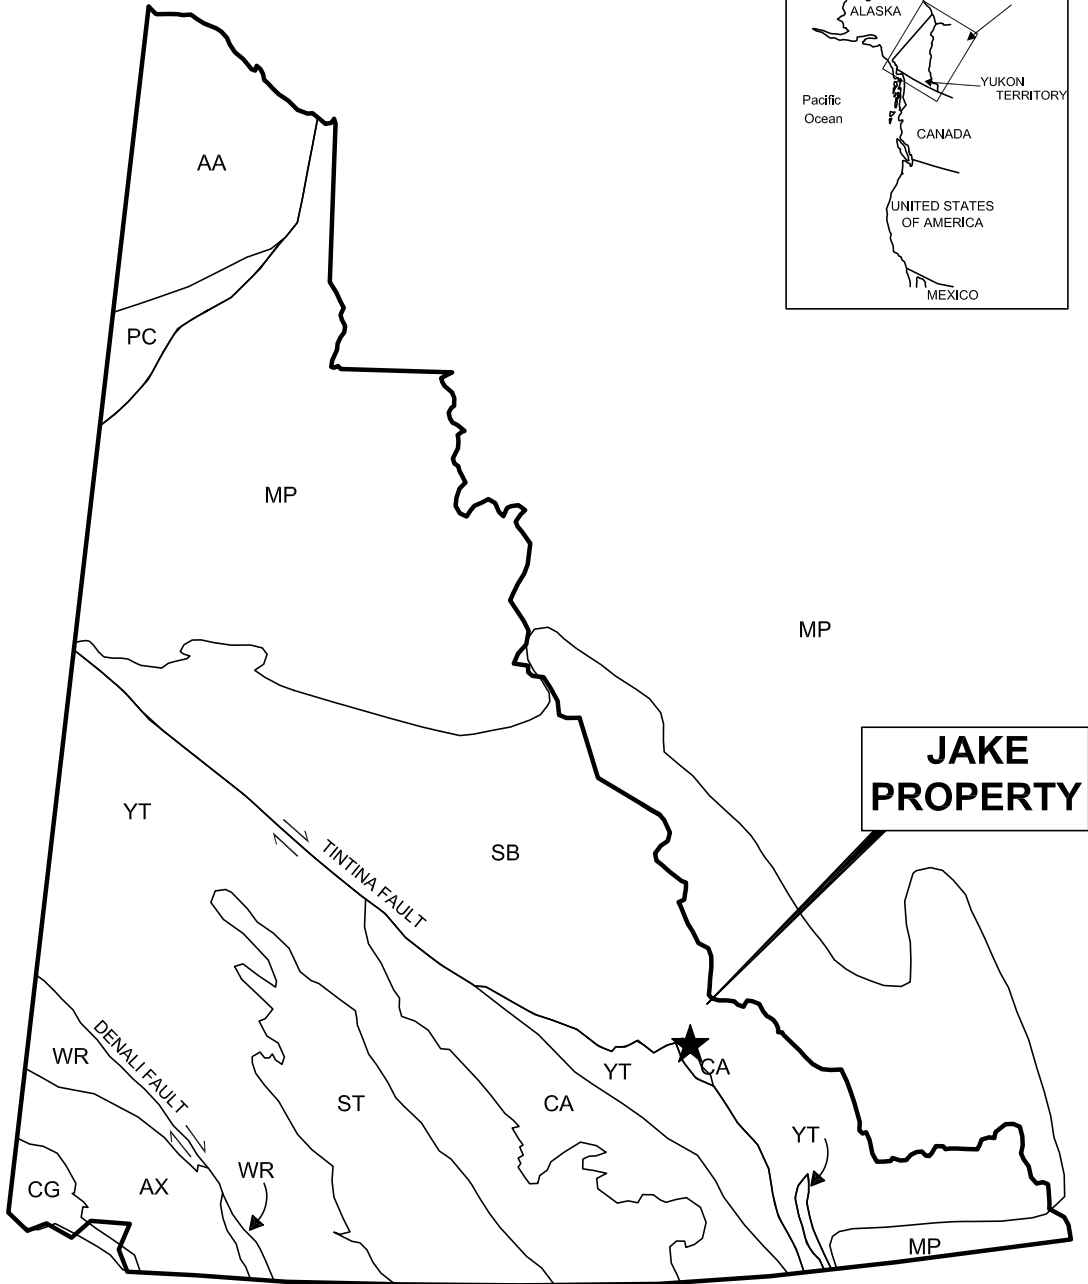 ALASKA
YUKON
TERRITORY
Pacific
Ocean
CANADA
UNITED STATES
OF AMERICA
MEXICO
AA
PC
MP
MP
JAKE
PROPERTY
YT
SB
TINTINA FAULT
DENALI FAULT
WR
ST
CA
YT
CA
YT
WR
CG
AX
MP